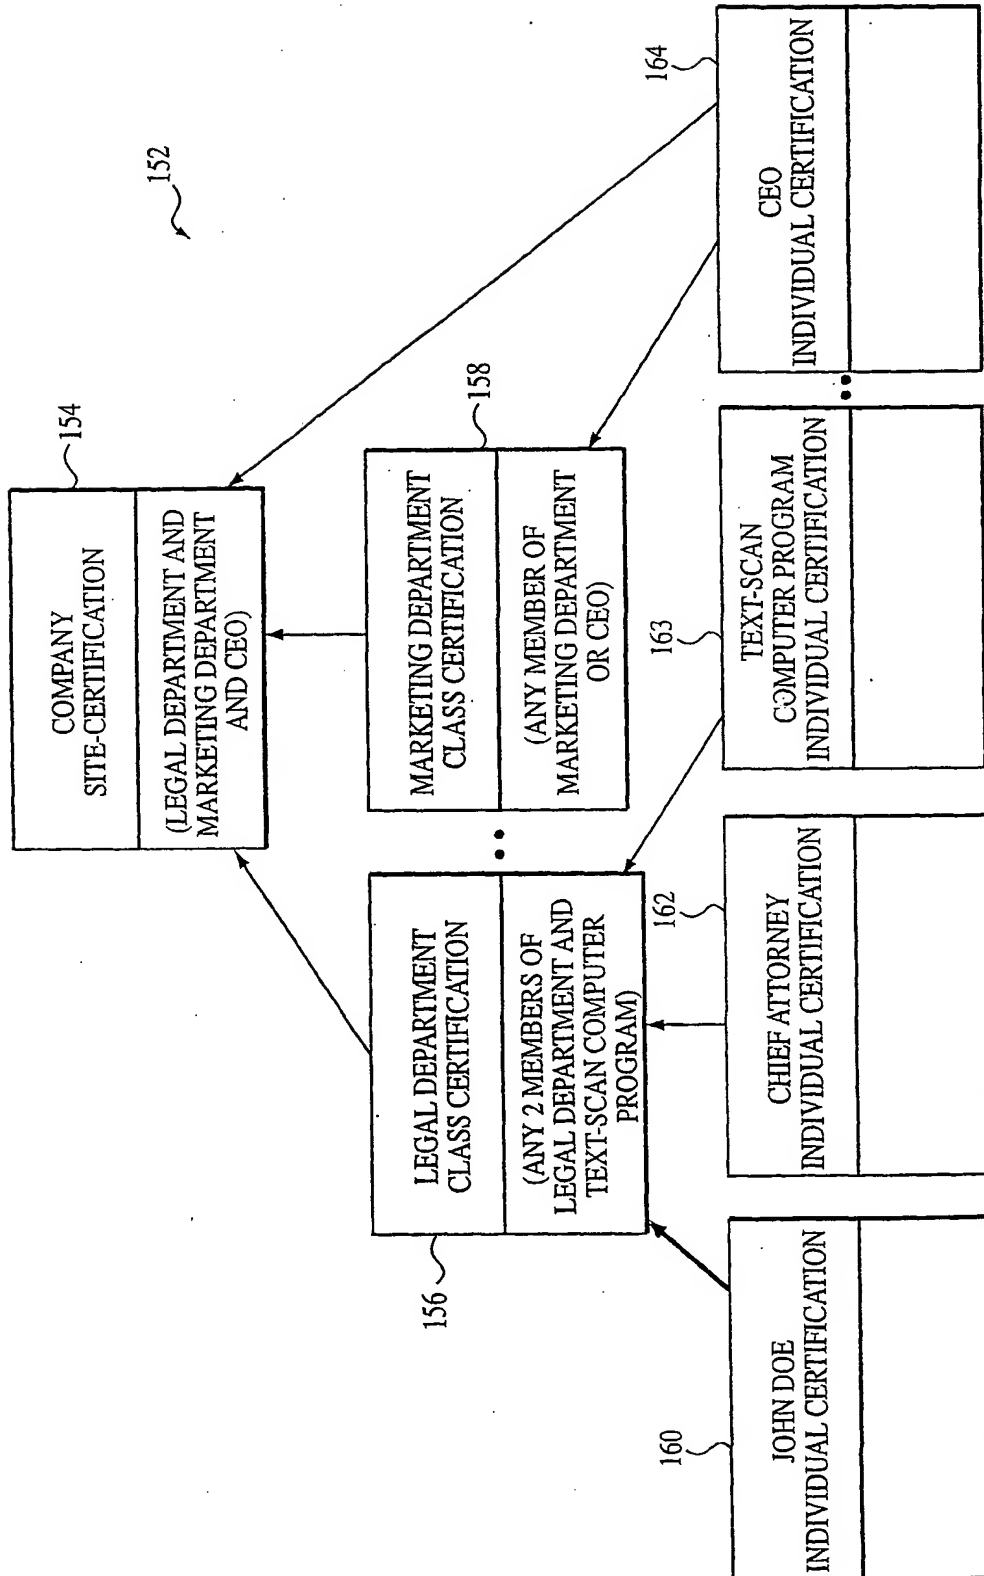 152
154
COMPANY
SITE-CERTIFICATION
(LEGAL DEPARTMENT AND
MARKETING DEPARTMENT
AND CEO)
156
LEGAL DEPARTMENT
CLASS CERTIFICATION
(ANY 2 MEMBERS OF
LEGAL DEPARTMENT AND
TEXT-SCAN COMPUTER
PROGRAM)
158
MARKETING DEPARTMENT
CLASS CERTIFICATION
(ANY MEMBER OF
MARKETING DEPARTMENT
OR CEO)
160
JOHN DOE
INDIVIDUAL CERTIFICATION
162
CHIEF ATTORNEY
INDIVIDUAL CERTIFICATION
163
TEXT-SCAN
COMPUTER PROGRAM
INDIVIDUAL CERTIFICATION
164
CEO
INDIVIDUAL CERTIFICATION